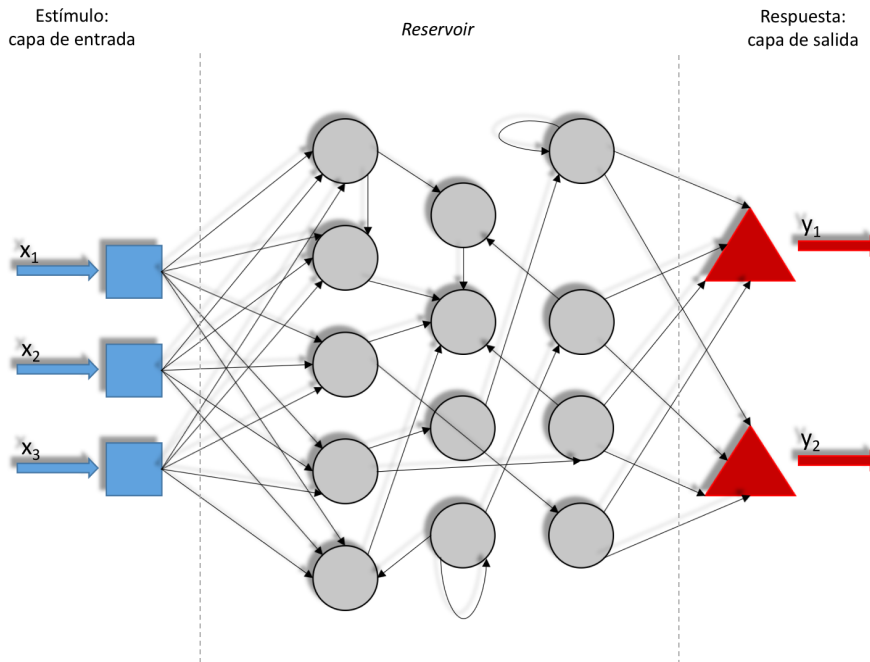 Estímulo:
capa de entrada
Reservoir
Respuesta:
capa de salida
x1
x2
x3
y1
y2